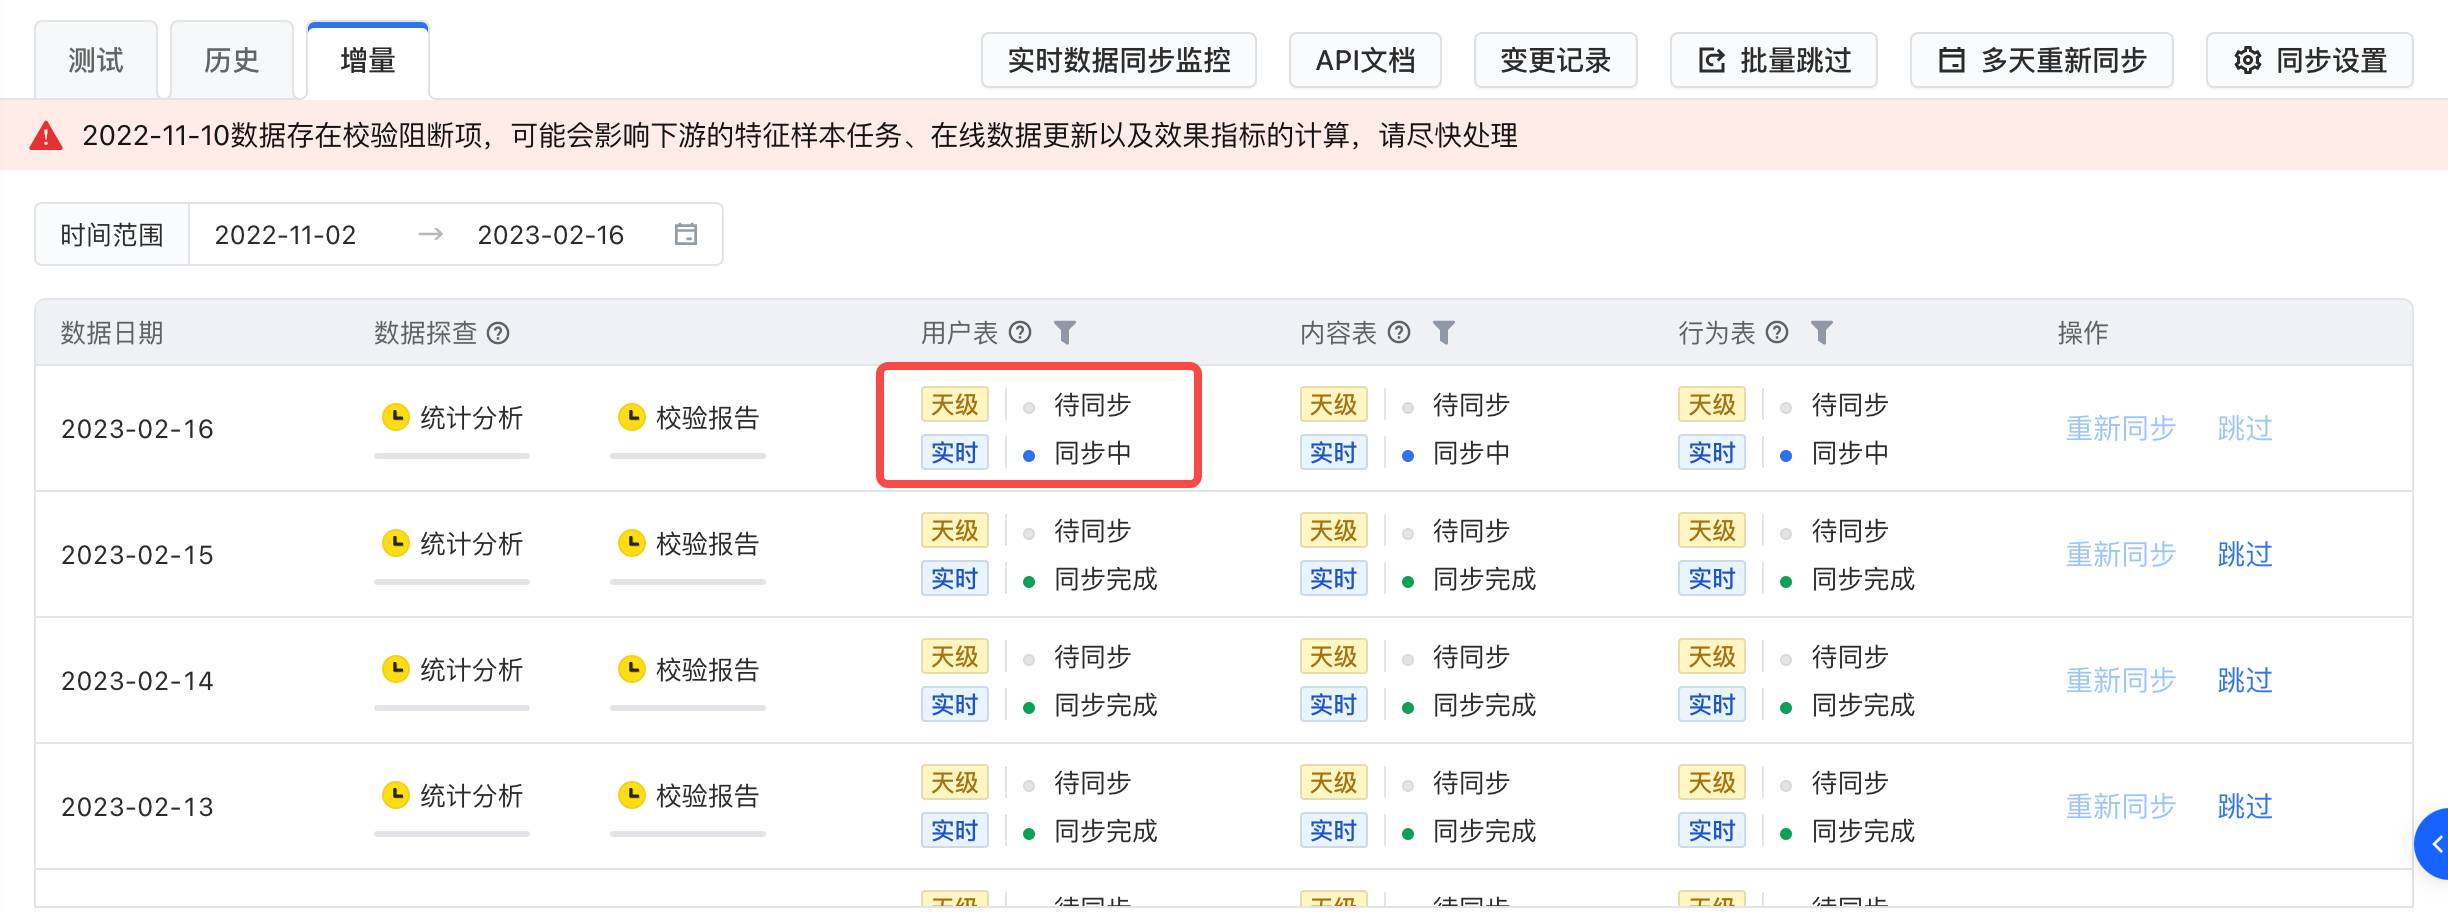 测试 历史 增量 实时数据同步监控 API文档 变更记录 批量跳过 多天重新同步 同步设置
2022-11-10数据存在校验阻断项，可能会影响下游的特征样本任务、在线数据更新以及效果指标的计算，请尽快处理
时间范围 2022-11-02 → 2023-02-16
数据日期 数据探查 用户表 内容表 行为表 操作
2023-02-16 统计分析 校验报告 天级 待同步 天级 待同步 天级 待同步 重新同步 跳过
实时 同步中 实时 同步中 实时 同步中
2023-02-15 统计分析 校验报告 天级 待同步 天级 待同步 天级 待同步 重新同步 跳过
实时 同步完成 实时 同步完成 实时 同步完成
2023-02-14 统计分析 校验报告 天级 待同步 天级 待同步 天级 待同步 重新同步 跳过
实时 同步完成 实时 同步完成 实时 同步完成
2023-02-13 统计分析 校验报告 天级 待同步 天级 待同步 天级 待同步 重新同步 跳过
实时 同步完成 实时 同步完成 实时 同步完成